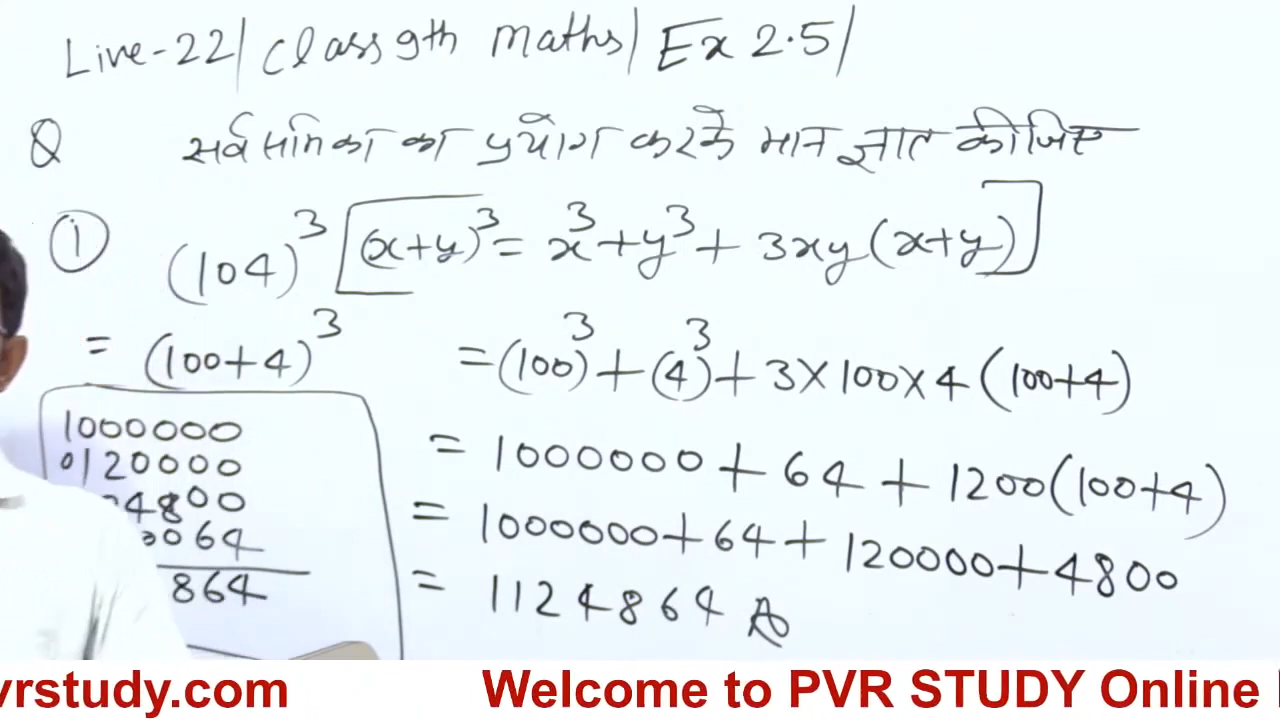 Live-22/ Class 9th maths/ Ex 2.5/
Q सर्वसमिका का प्रयोग करके मान ज्ञात कीजिए
① (104)³ [(x+y)³ = x³+y³+ 3xy(x+y)]
= (100+4)³ = (100)³+(4)³+3×100×4(100+4)
= 1000000+64+1200(100+4)
= 1000000+64+120000+4800
= 1124864 A
1000000
0120000
4800
0064
864
vrstudy.com Welcome to PVR STUDY Online